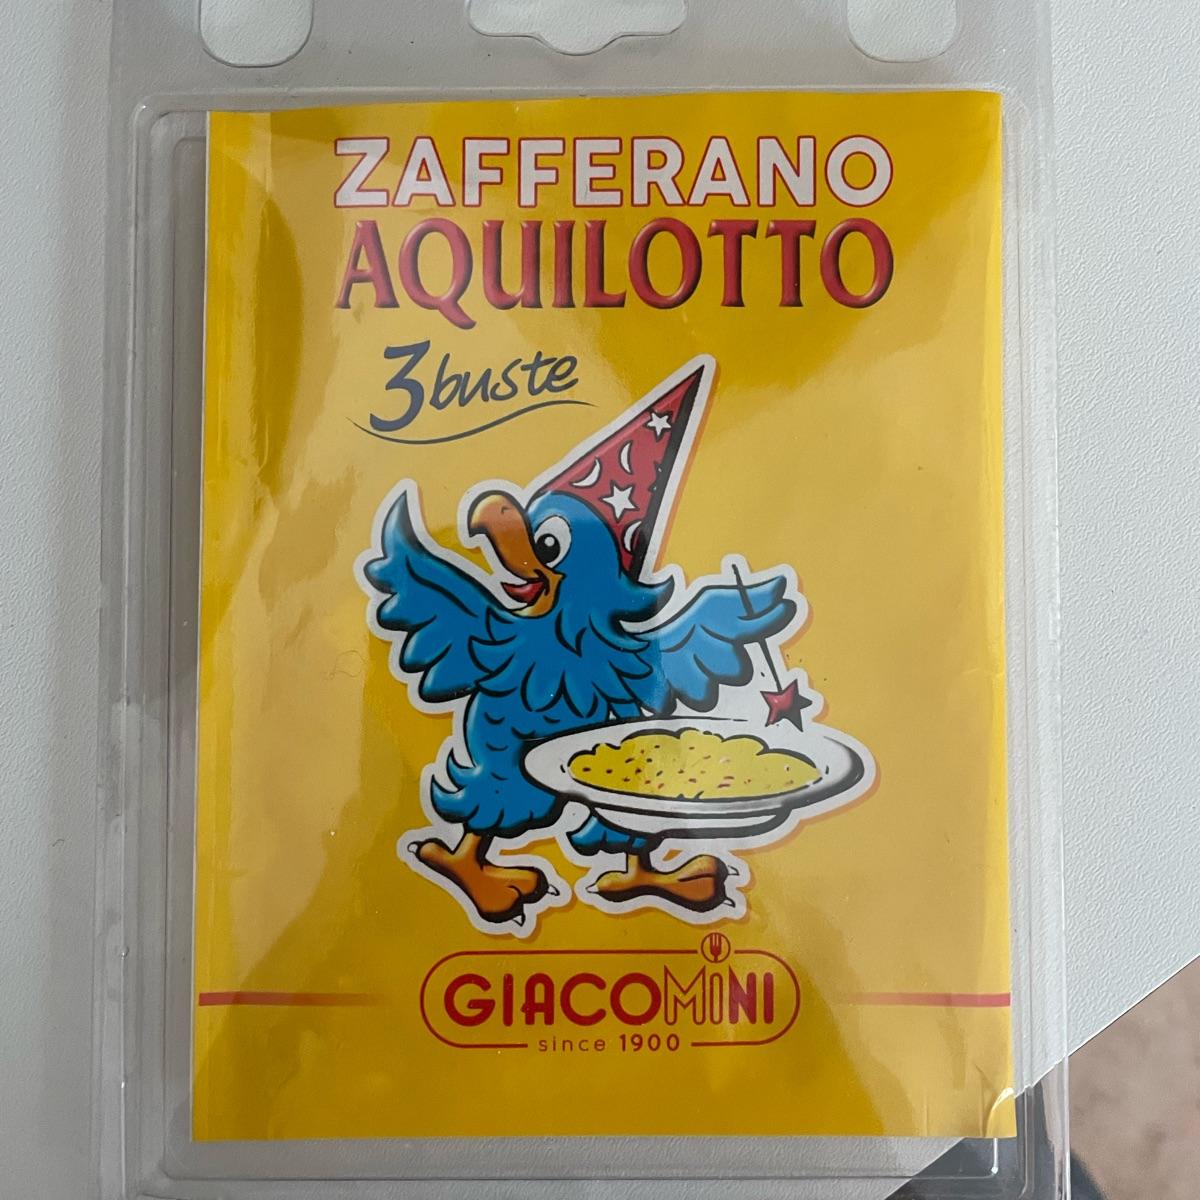 ZAFFERANO
AQUILOTTO
3 buste
GIACOMINI
since 1900